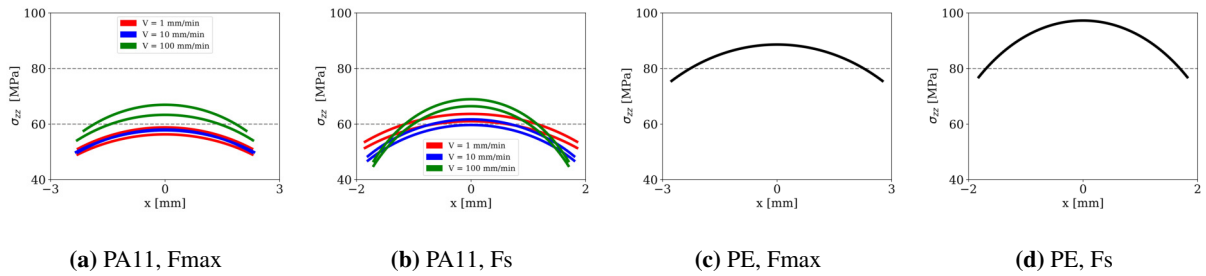 100
80
60
40
σzz [MPa]
−3
0
3
x [mm]
V = 1 mm/min
V = 10 mm/min
V = 100 mm/min
(a) PA11, Fmax
100
80
60
40
σzz [MPa]
−2
0
2
x [mm]
V = 1 mm/min
V = 10 mm/min
V = 100 mm/min
(b) PA11, Fs
100
80
60
40
σzz [MPa]
−3
0
3
x [mm]
(c) PE, Fmax
100
80
60
40
σzz [MPa]
−2
0
2
x [mm]
(d) PE, Fs